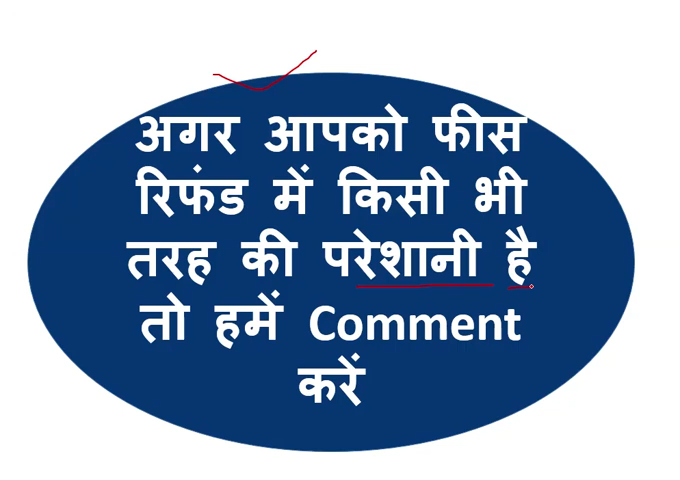 अगर आपको फीस
रिफंड में किसी भी
तरह की परेशानी है
तो हमें Comment
करें